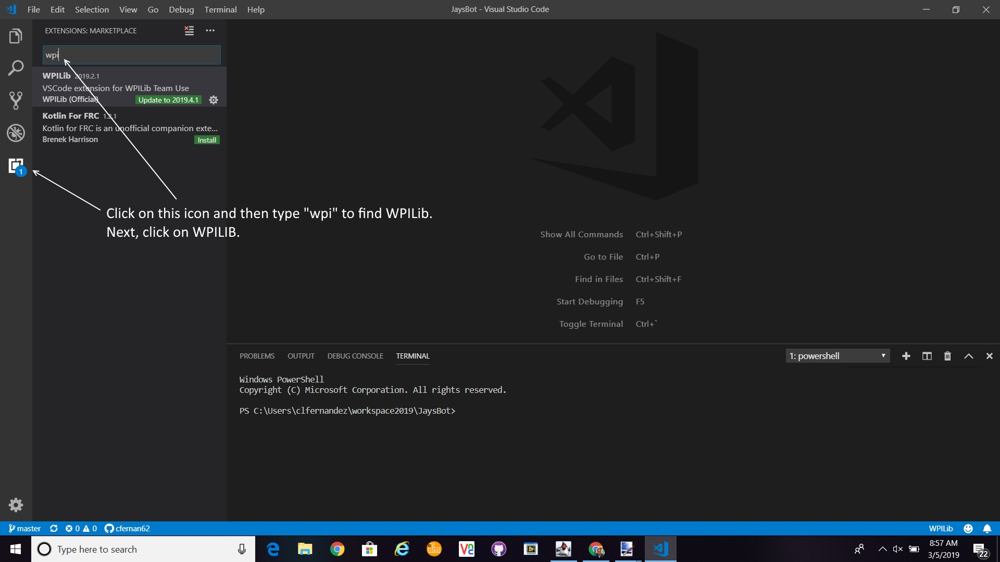 File Edit Selection View Go Debug Terminal Help
JaysBot - Visual Studio Code
EXTENSIONS: MARKETPLACE
wpi
WPILib 2019.2.1
VSCode extension for WPILib Team Use
WPILib (Official) Update to 2019.4.1
Kotlin For FRC 1.2.1
Kotlin for FRC is an unofficial companion exte...
Brenek Harrison Install
1
Click on this icon and then type "wpi" to find WPILib.
Next, click on WPILIB.
Show All Commands Ctrl+Shift+P
Go to File Ctrl+P
Find in Files Ctrl+Shift+F
Start Debugging F5
Toggle Terminal Ctrl+`
PROBLEMS OUTPUT DEBUG CONSOLE TERMINAL
1: powershell
Windows PowerShell
Copyright (C) Microsoft Corporation. All rights reserved.
PS C:\Users\clfernandez\workspace2019\JaysBot>
master 0 0 cfernan62
WPILib
Type here to search
ifm
VNC
8:57 AM
3/5/2019
22